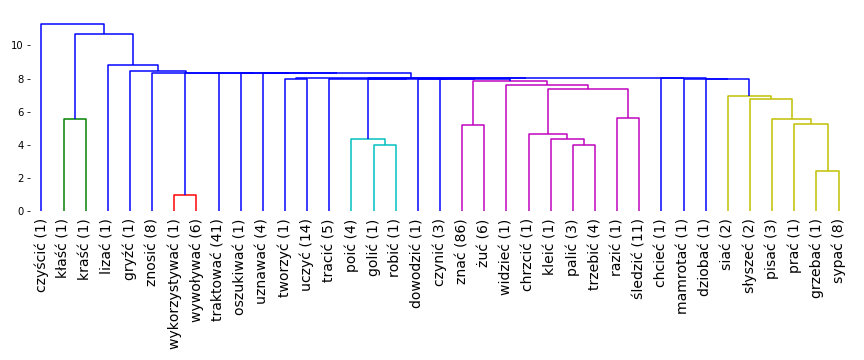 10
8
6
4
2
0
czyścić (1)
kłaść (1)
kraść (1)
lizać (1)
gryźć (1)
znosić (8)
wykorzystywać (1)
wywoływać (6)
traktować (41)
oszukiwać (1)
uznawać (4)
tworzyć (1)
uczyć (14)
tracić (5)
poić (4)
golić (1)
robić (1)
dowodzić (1)
czynić (3)
znać (86)
żuć (6)
widzieć (1)
chrzcić (1)
kleić (1)
palić (3)
trzebić (4)
razić (1)
śledzić (11)
chcieć (1)
mamrotać (1)
dziobać (1)
siać (2)
słyszeć (2)
pisać (3)
prać (1)
grzebać (1)
sypać (8)